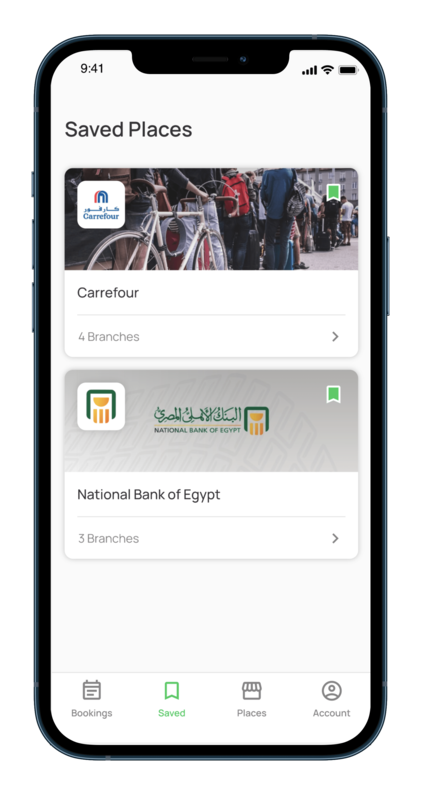 9:41
Saved Places
كارفور
Carrefour
Carrefour
4 Branches
البنك الأهلي المصري
NATIONAL BANK OF EGYPT
National Bank of Egypt
3 Branches
Bookings
Saved
Places
Account